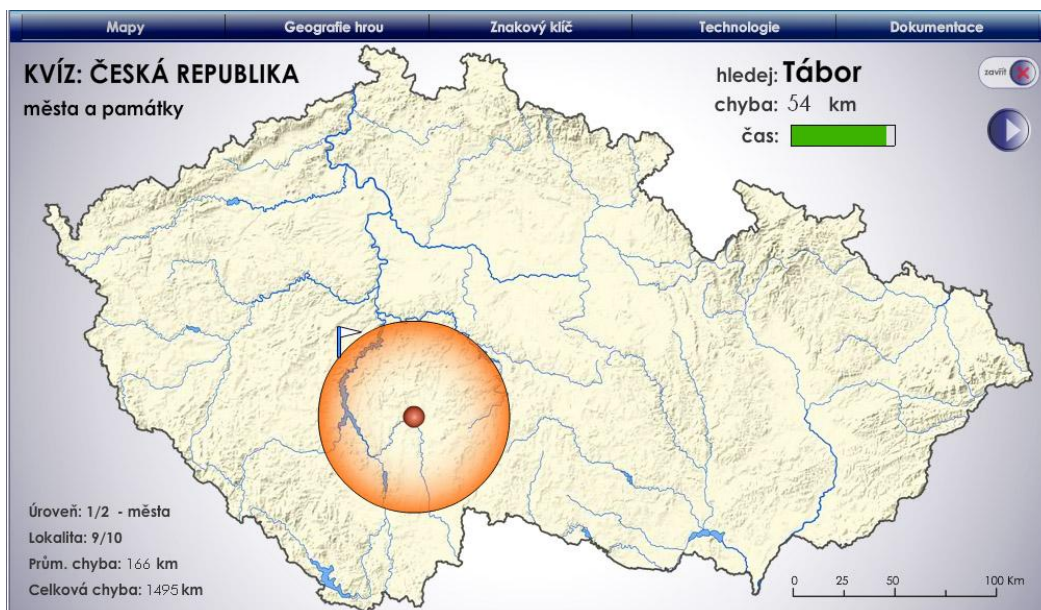 Mapy Geografie hrou Znakový klíč Technologie Dokumentace
KVÍZ: ČESKÁ REPUBLIKA
města a památky
hledej: Tábor
chyba: 54 km
čas:
zavřít
Úroveň: 1/2 - města
Lokalita: 9/10
Prům. chyba: 166 km
Celková chyba: 1495 km
0 25 50 100 Km